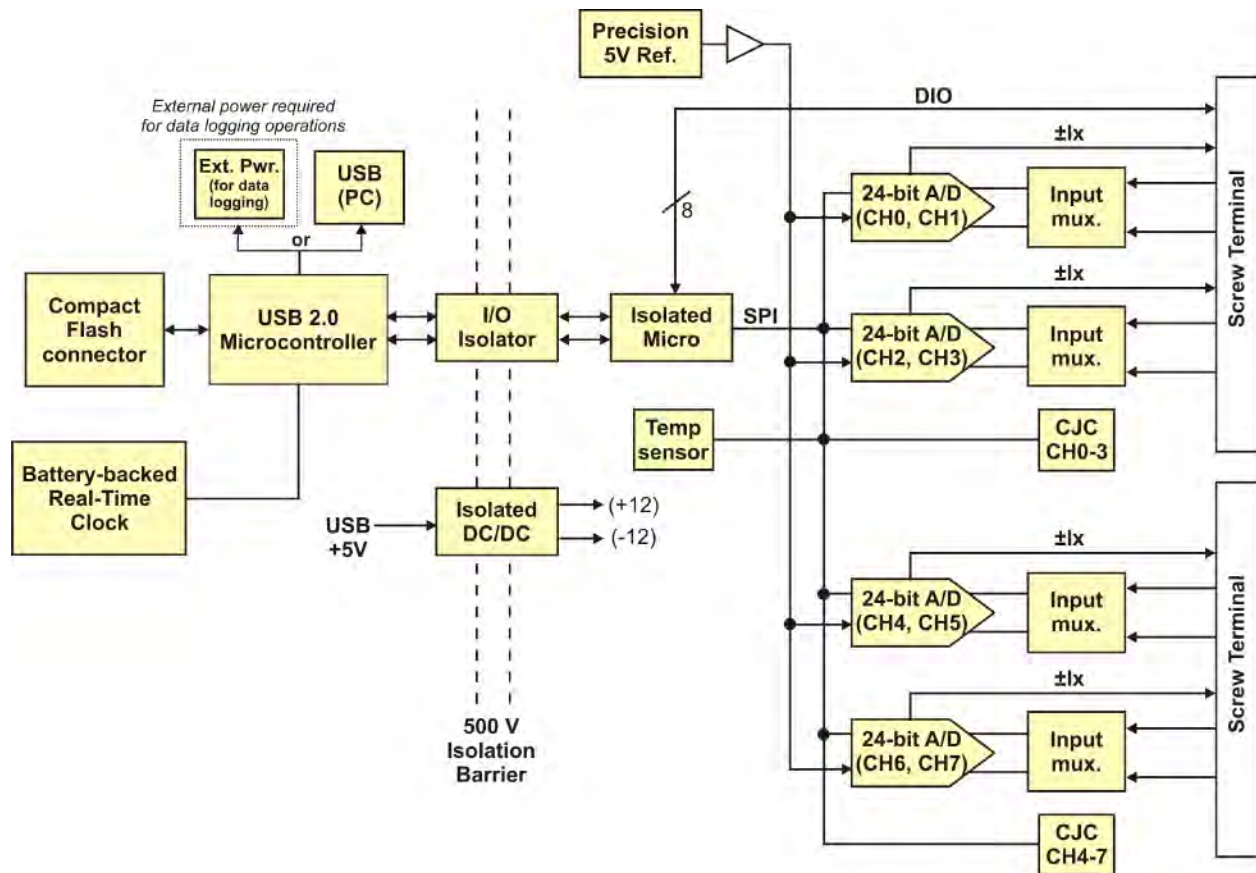 Precision
5V Ref.
External power required
for data logging operations
Ext. Pwr.
(for data
logging)
USB
(PC)
or
DIO
±Ix
8
24-bit A/D
(CH0, CH1)
Input
mux.
Screw Terminal
±Ix
Compact
Flash
connector
USB 2.0
Microcontroller
I/O
Isolator
Isolated
Micro
SPI
24-bit A/D
(CH2, CH3)
Input
mux.
Temp
sensor
CJC
CH0-3
Battery-backed
Real-Time
Clock
USB
+5V
Isolated
DC/DC
(+12)
(-12)
±Ix
24-bit A/D
(CH4, CH5)
Input
mux.
Screw Terminal
±Ix
500 V
Isolation
Barrier
24-bit A/D
(CH6, CH7)
Input
mux.
CJC
CH4-7